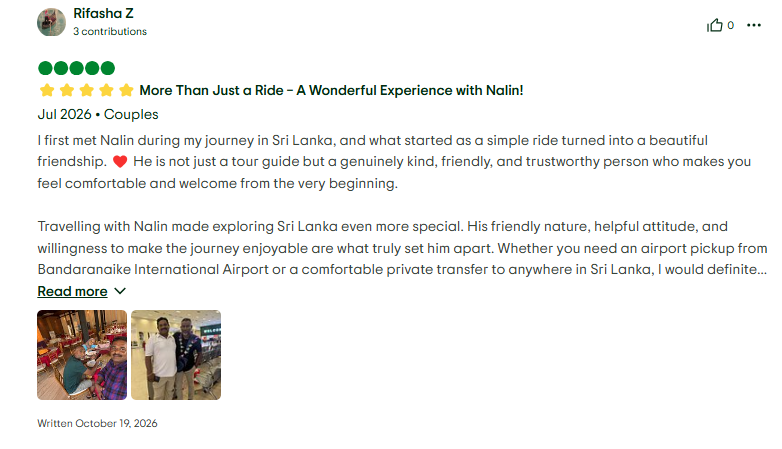 Rifasha Z
3 contributions
0
More Than Just a Ride – A Wonderful Experience with Nalin!
Jul 2026 • Couples
I first met Nalin during my journey in Sri Lanka, and what started as a simple ride turned into a beautiful
friendship. ❤️ He is not just a tour guide but a genuinely kind, friendly, and trustworthy person who makes you
feel comfortable and welcome from the very beginning.
Travelling with Nalin made exploring Sri Lanka even more special. His friendly nature, helpful attitude, and
willingness to make the journey enjoyable are what truly set him apart. Whether you need an airport pickup from
Bandaranaike International Airport or a comfortable private transfer to anywhere in Sri Lanka, I would definite...
Read more
Written October 19, 2026